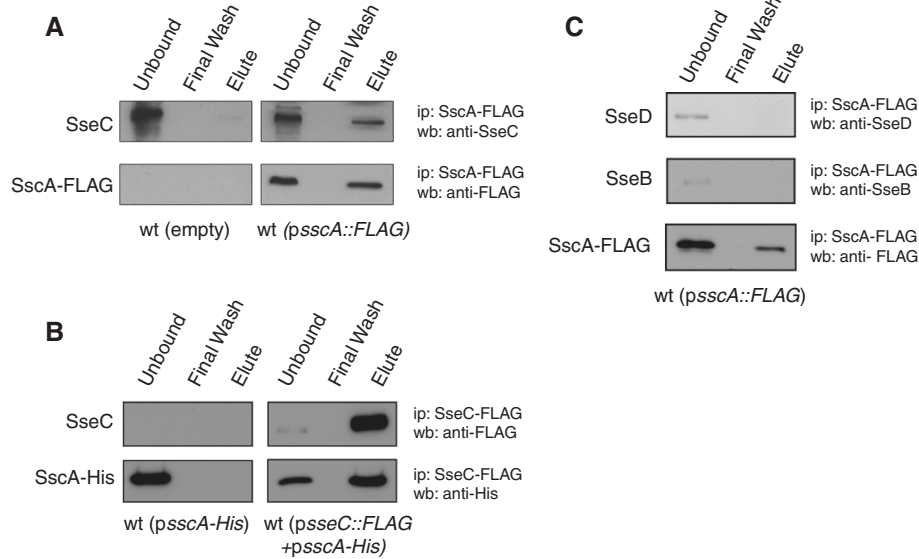 A
Unbound
Final Wash
Elute
Unbound
Final Wash
Elute
SseC
ip: SscA-FLAG
wb: anti-SseC
SscA-FLAG
ip: SscA-FLAG
wb: anti-FLAG
wt (empty)
wt (psscA::FLAG)
B
Unbound
Final Wash
Elute
Unbound
Final Wash
Elute
SseC
ip: SseC-FLAG
wb: anti-FLAG
SscA-His
ip: SseC-FLAG
wb: anti-His
wt (psscA-His)
wt (psseC::FLAG
+psscA-His)
C
Unbound
Final Wash
Elute
SseD
ip: SscA-FLAG
wb: anti-SseD
SseB
ip: SscA-FLAG
wb: anti-SseB
SscA-FLAG
ip: SscA-FLAG
wb: anti- FLAG
wt (psscA::FLAG)